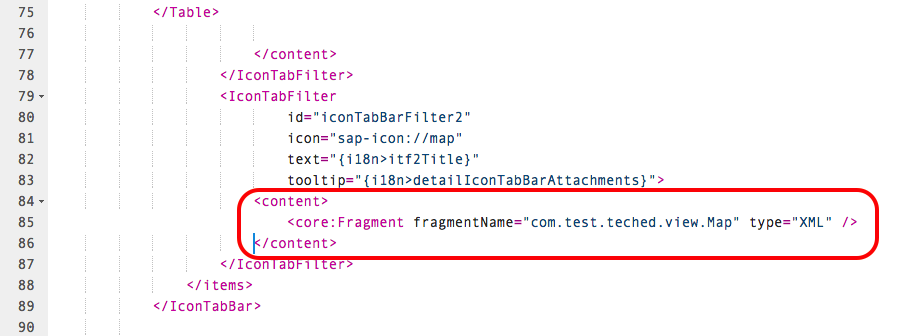 75 </Table>
76
77 </content>
78 </IconTabFilter>
79 <IconTabFilter
80 id="iconTabBarFilter2"
81 icon="sap-icon://map"
82 text="{i18n>itf2Title}"
83 tooltip="{i18n>detailIconTabBarAttachments}">
84 <content>
85 <core:Fragment fragmentName="com.test.teched.view.Map" type="XML" />
86 </content>
87 </IconTabFilter>
88 </items>
89 </IconTabBar>
90